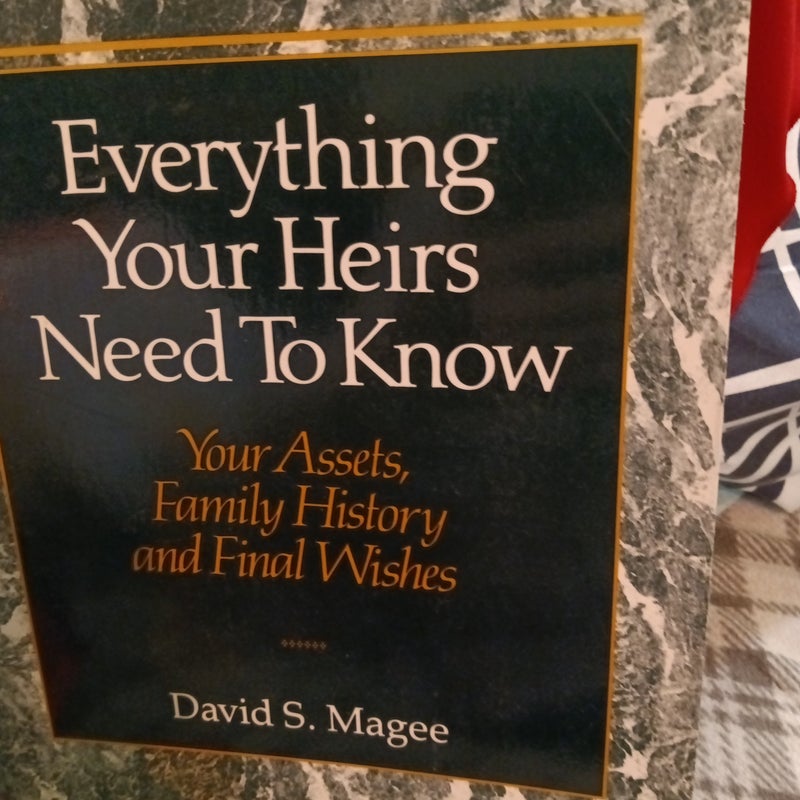 Everything
Your Heirs
Need To Know
Your Assets,
Family History
and Final Wishes
David S. Magee